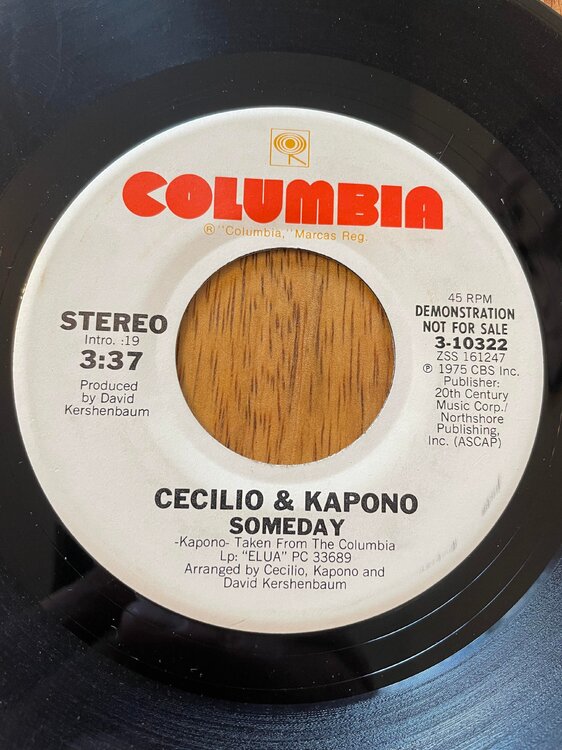 COLUMBIA
® "Columbia," Marcas Reg.
STEREO
Intro. :19
3:37
Produced
by David
Kershenbaum
45 RPM
DEMONSTRATION
NOT FOR SALE
3-10322
ZSS 161247
℗ 1975 CBS Inc.
Publisher:
20th Century
Music Corp./
Northshore
Publishing,
Inc. (ASCAP)
CECILIO & KAPONO
SOMEDAY
-Kapono- Taken From The Columbia
Lp: "ELUA" PC 33689
Arranged by Cecilio, Kapono and
David Kershenbaum